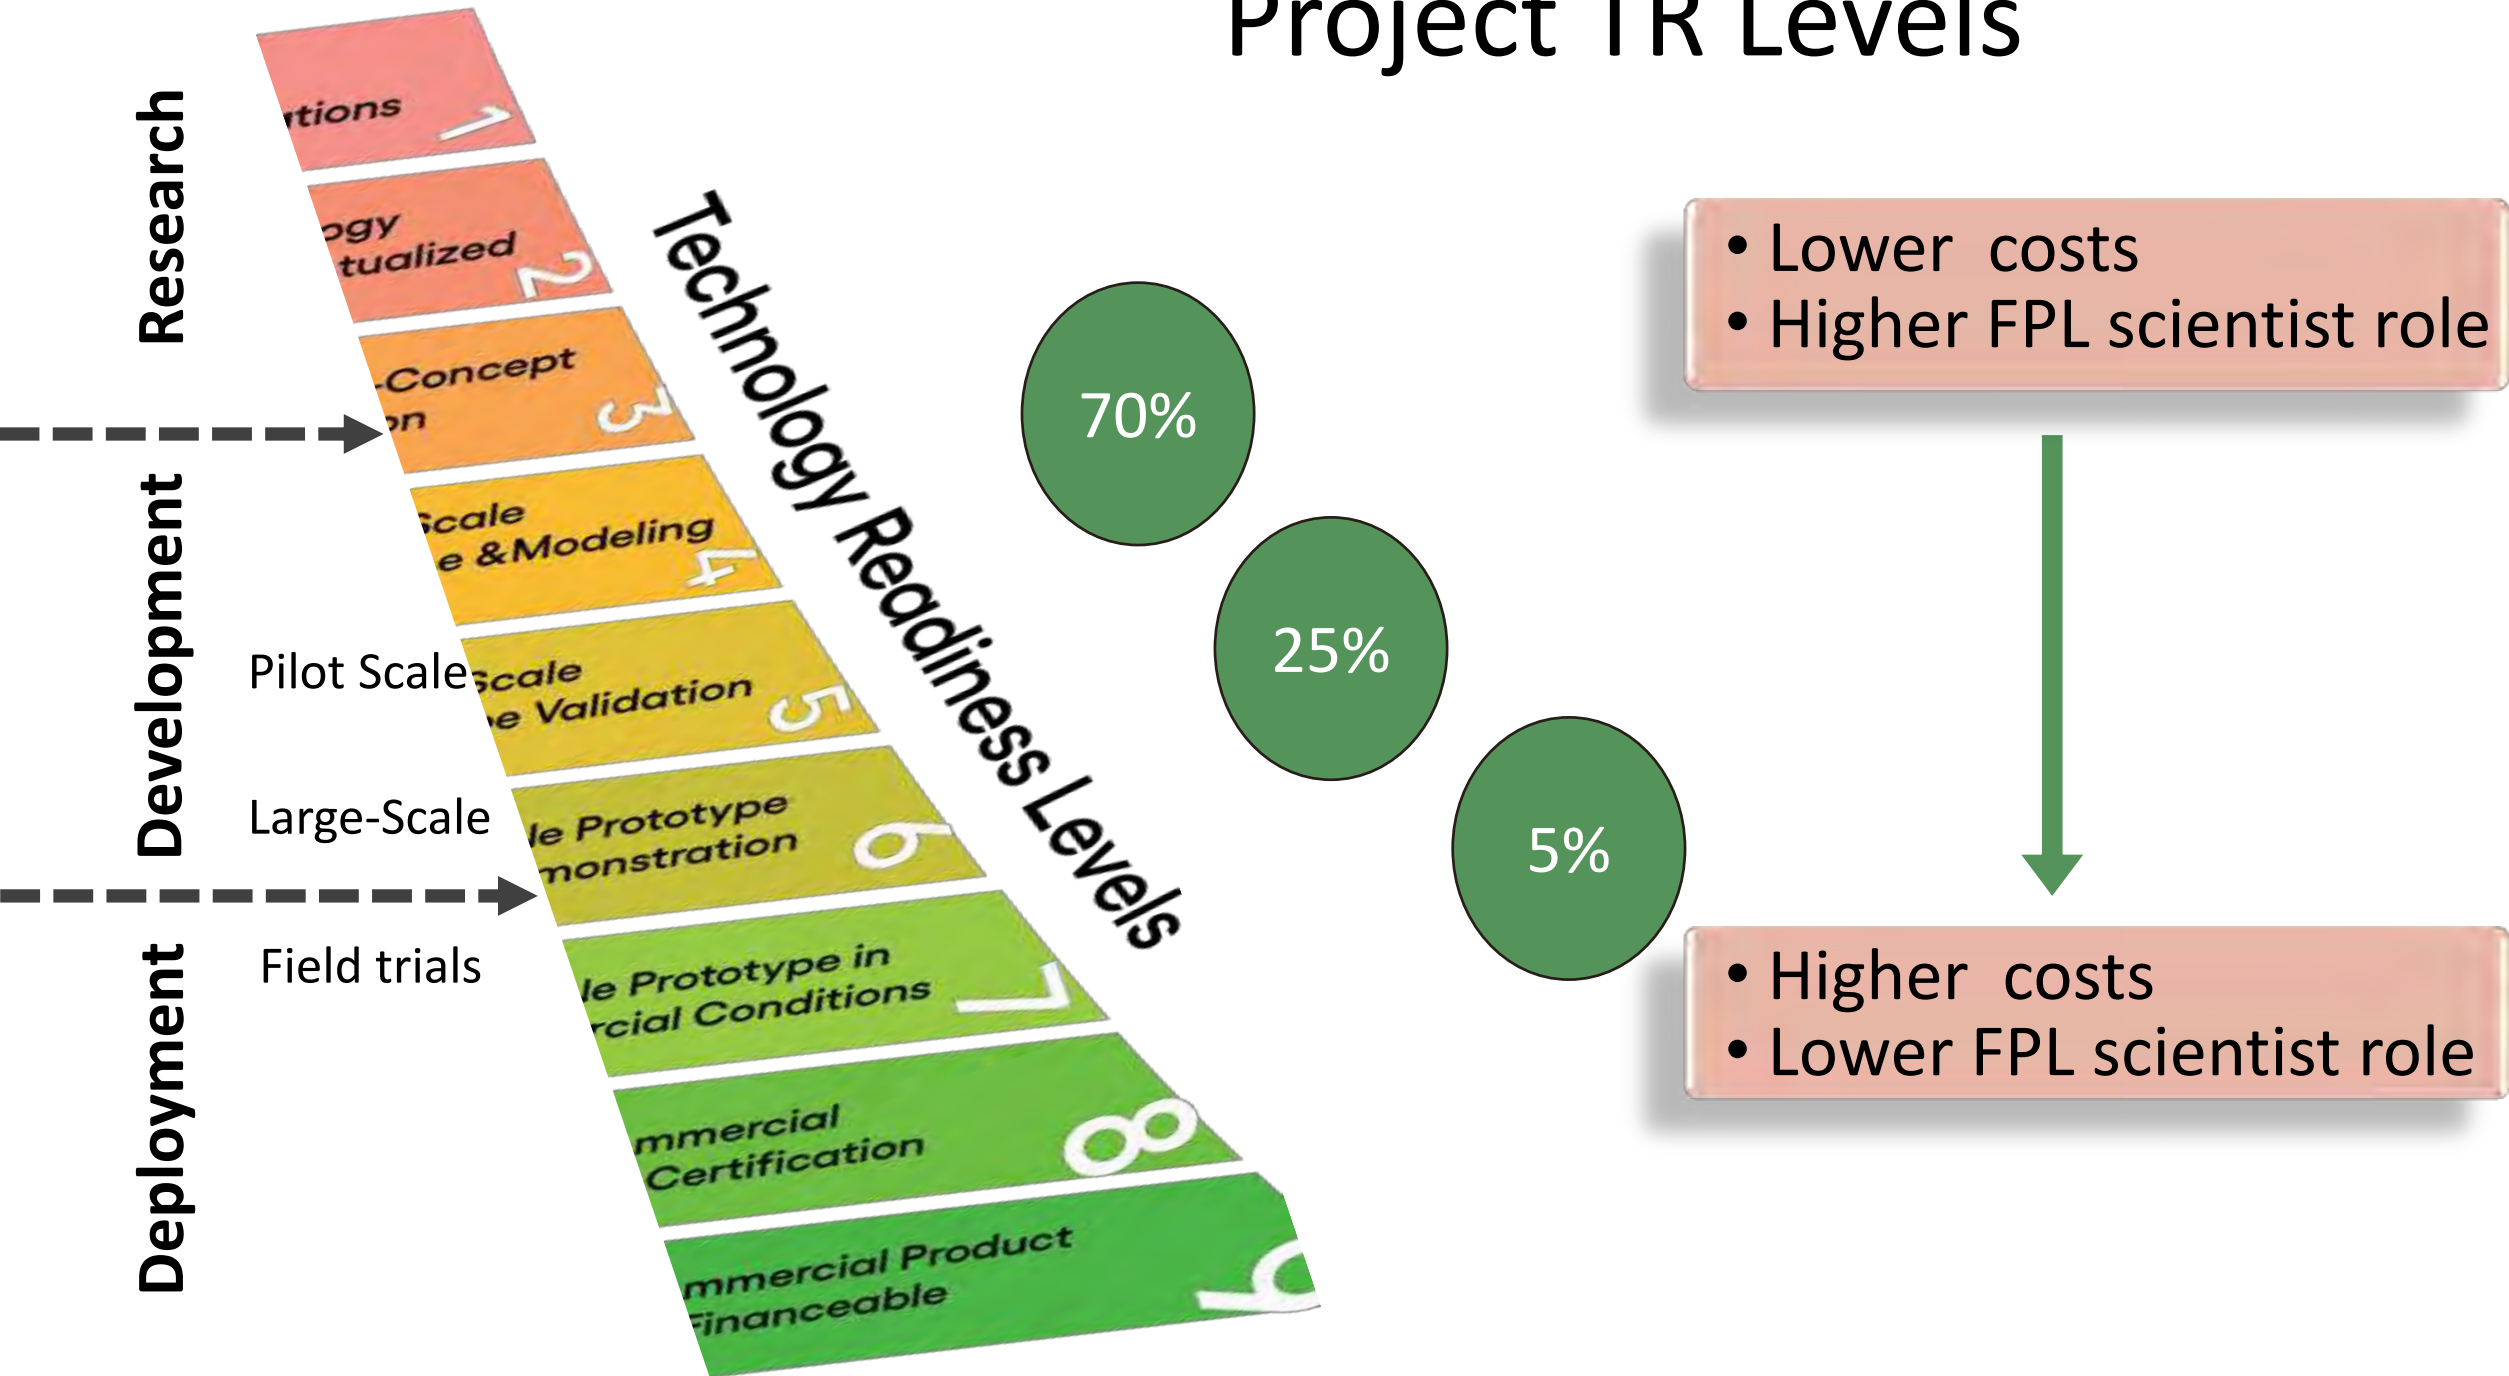 Project TR Levels
Research
Development
Deployment
Pilot Scale
Large-Scale
Field trials
ations
1
ogy
tualized
2
-Concept
on
3
Scale
e &Modeling
4
Scale
pe Validation
5
le Prototype
monstration
6
le Prototype in
rcial Conditions
7
mmercial
Certification
8
mmercial Product
Financeable
9
Technology Readiness Levels
70%
25%
5%
• Lower costs
• Higher FPL scientist role
• Higher costs
• Lower FPL scientist role